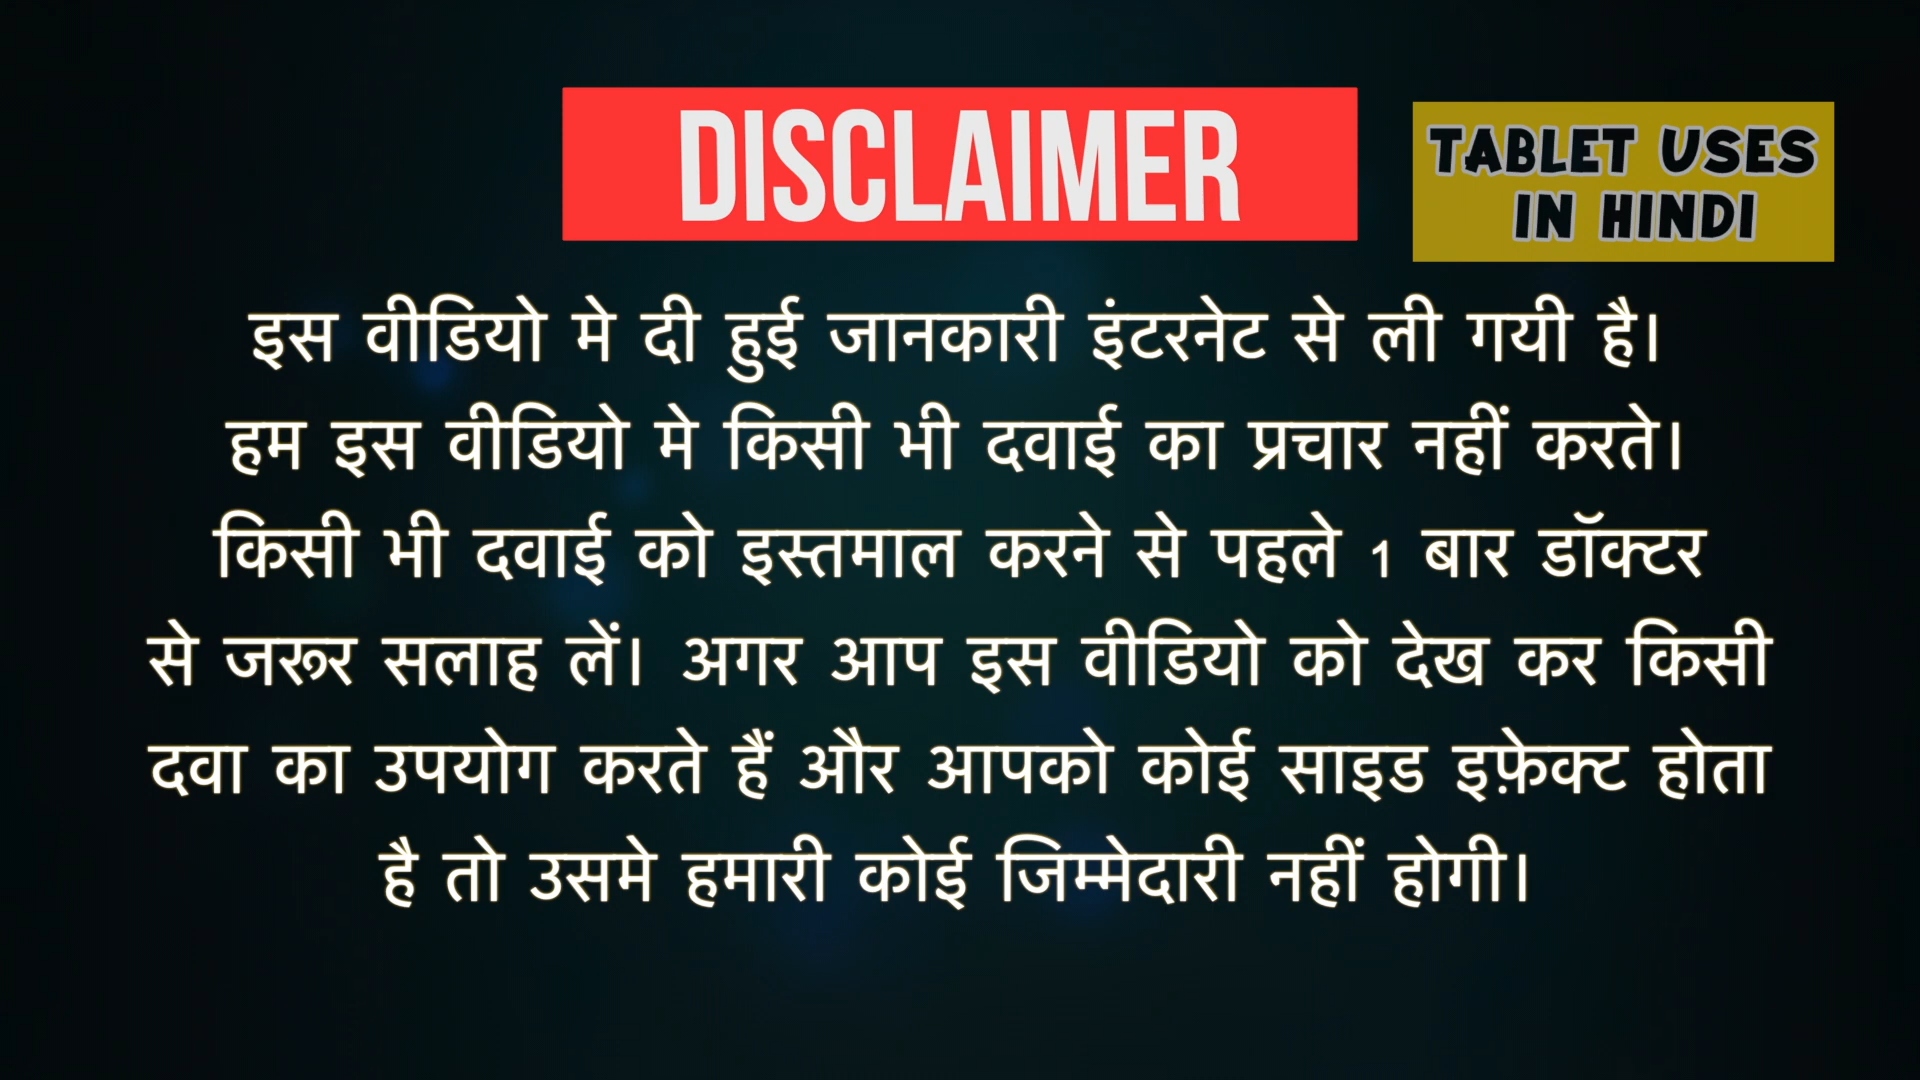 DISCLAIMER
TABLET USES
IN HINDI
इस वीडियो मे दी हुई जानकारी इंटरनेट से ली गयी है।
हम इस वीडियो मे किसी भी दवाई का प्रचार नहीं करते।
किसी भी दवाई को इस्तमाल करने से पहले 1 बार डॉक्टर
से जरूर सलाह लें। अगर आप इस वीडियो को देख कर किसी
दवा का उपयोग करते हैं और आपको कोई साइड इफ़ेक्ट होता
है तो उसमे हमारी कोई जिम्मेदारी नहीं होगी।